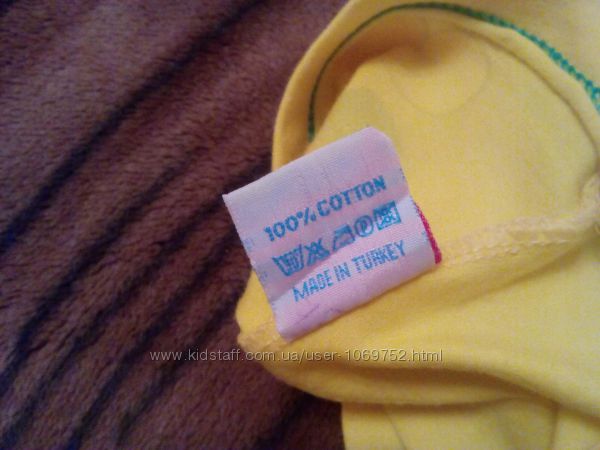 100% COTTON
MADE IN TURKEY
www.kidstaff.com.ua/user-1069752.html